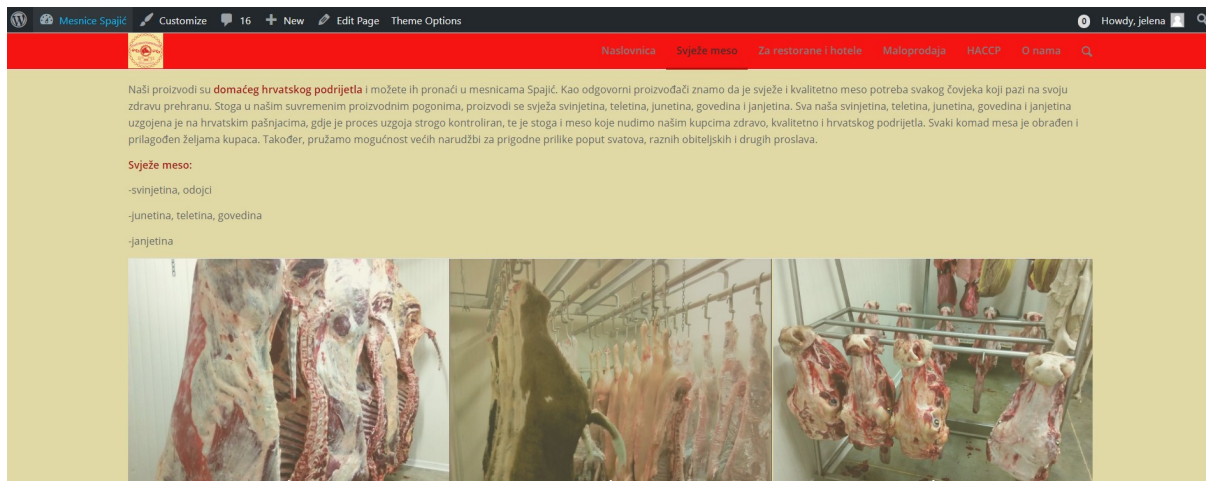 Mesnice Spajić Customize 16 New Edit Page Theme Options 0 Howdy, jelena
Naslovnica Svježe meso Za restorane i hotele Maloprodaja HACCP O nama
Naši proizvodi su domaćeg hrvatskog podrijetla i možete ih pronaći u mesnicama Spajić. Kao odgovorni proizvođači znamo da je svježe i kvalitetno meso potreba svakog čovjeka koji pazi na svoju
zdravu prehranu. Stoga u našim suvremenim proizvodnim pogonima, proizvodi se svježa svinjetina, teletina, junetina, govedina i janjetina. Sva naša svinjetina, teletina, junetina, govedina i janjetina
uzgojena je na hrvatskim pašnjacima, gdje je proces uzgoja strogo kontroliran, te je stoga i meso koje nudimo našim kupcima zdravo, kvalitetno i hrvatskog podrijetla. Svaki komad mesa je obrađen i
prilagođen željama kupaca. Također, pružamo mogućnost većih narudžbi za prigodne prilike poput svatova, raznih obiteljskih i drugih proslava.
Svježe meso:
-svinjetina, odojci
-junetina, teletina, govedina
-janjetina